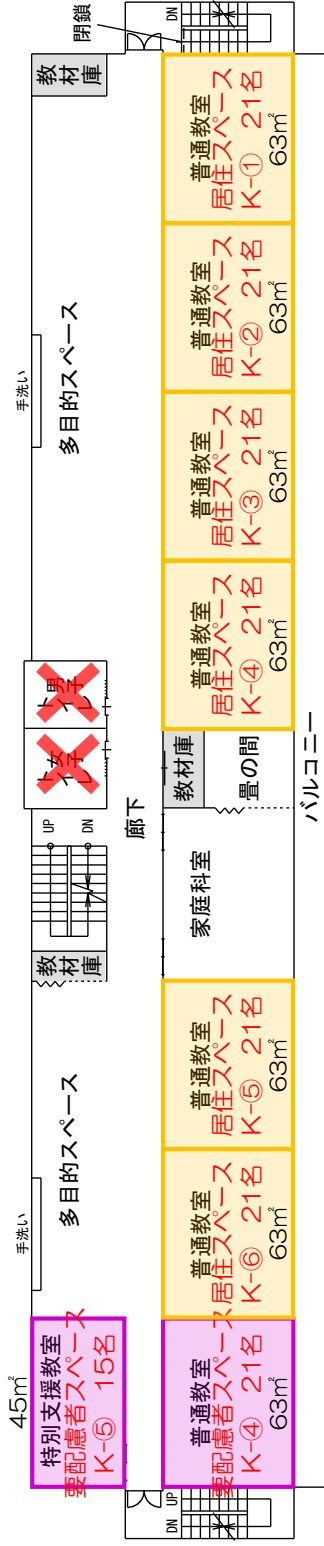 45㎡
特別支援教室
要配慮者スペース
K-⑤ 15名
手洗い
多目的スペース
教材庫
UP
DN
女子
トイレ
男子
トイレ
手洗い
多目的スペース
教材庫
閉鎖
DN
廊下
DN
UP
普通教室
要配慮者スペース
K-④ 21名
63㎡
普通教室
居住スペース
K-⑥ 21名
63㎡
普通教室
居住スペース
K-⑤ 21名
63㎡
家庭科室
教材庫
畳の間
普通教室
居住スペース
K-④ 21名
63㎡
普通教室
居住スペース
K-③ 21名
63㎡
普通教室
居住スペース
K-② 21名
63㎡
普通教室
居住スペース
K-① 21名
63㎡
バルコニー